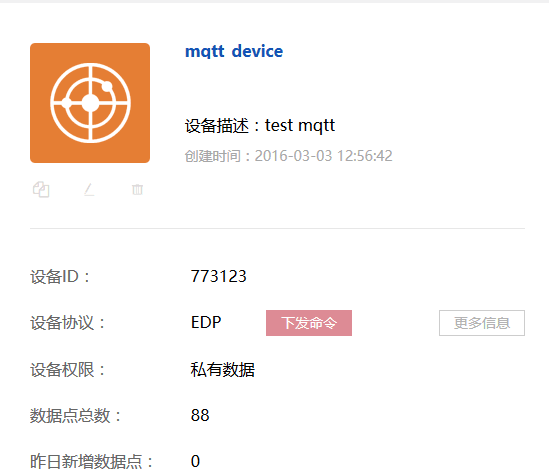 mqtt_device
设备描述：test mqtt
创建时间：2016-03-03 12:56:42
设备ID： 773123
设备协议： EDP 下发命令 更多信息
设备权限： 私有数据
数据点总数： 88
昨日新增数据点： 0